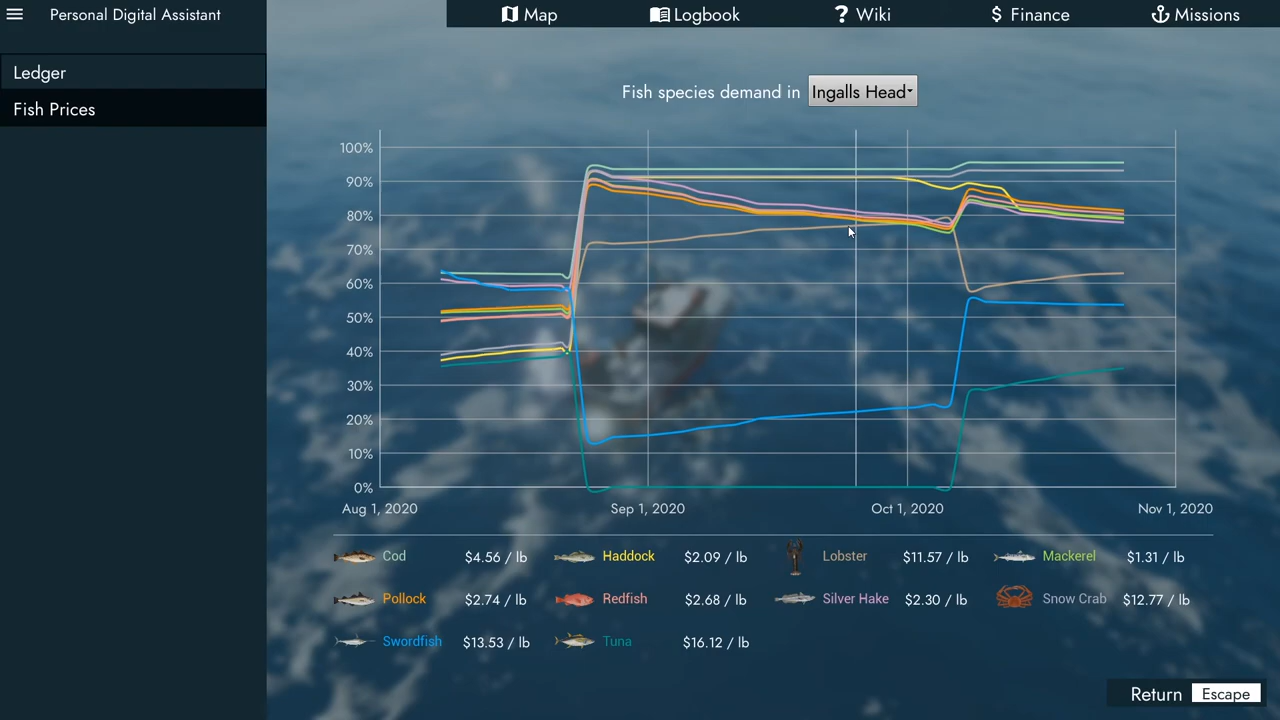 Personal Digital Assistant
Map
Logbook
? Wiki
$ Finance
Missions
Ledger
Fish Prices
Fish species demand in Ingalls Head
100%
90%
80%
70%
60%
50%
40%
30%
20%
10%
0%
Aug 1, 2020 Sep 1, 2020 Oct 1, 2020 Nov 1, 2020
Cod $4.56 / lb Haddock $2.09 / lb Lobster $11.57 / lb Mackerel $1.31 / lb
Pollock $2.74 / lb Redfish $2.68 / lb Silver Hake $2.30 / lb Snow Crab $12.77 / lb
Swordfish $13.53 / lb Tuna $16.12 / lb
Return Escape